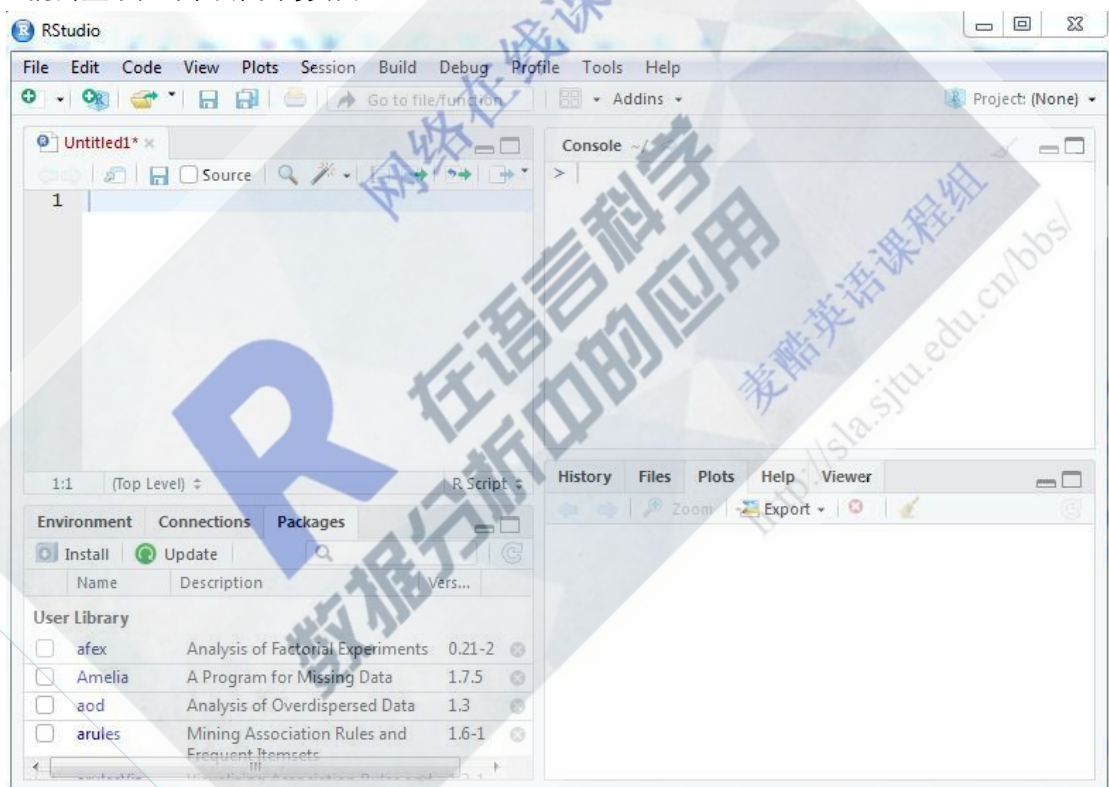 RStudio
File Edit Code View Plots Session Build Debug Profile Tools Help
Go to file/function Addins Project: (None)
Untitled1*
Source
1
1:1 (Top Level) R Script
Console ~/
>
Environment Connections Packages
Install Update
Name Description Vers...
User Library
afex Analysis of Factorial Experiments 0.21-2
Amelia A Program for Missing Data 1.7.5
aod Analysis of Overdispersed Data 1.3
arules Mining Association Rules and Frequent Itemsets 1.6-1
History Files Plots Help Viewer
Zoom Export
网络在线课
R 在语言科学
数据分析中的应用
麦酷英语课程组
http://sla.sjtu.edu.cn/bbs/